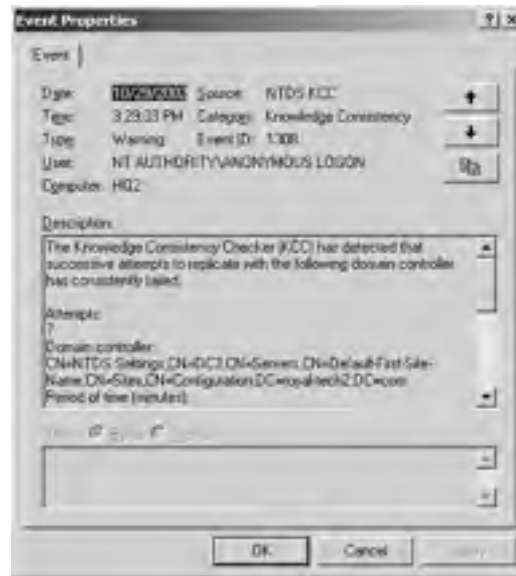 Event Properties
Event
Date: Source: NTDS KCC
Time: 3:29:33 PM Category: Knowledge Consistency
Type: Warning Event ID: 1308
User: NT AUTHORITY\ANONYMOUS LOGON
Computer: HQ2
Description:
The Knowledge Consistency Checker (KCC) has detected that
successive attempts to replicate with the following domain controller
has consistently failed.
Attempts:
7
Domain controller:
CN=NTDS Settings,CN=DC3,CN=Servers,CN=Default-First-Site-
Name,CN=Sites,CN=Configuration,DC=royal-tech2,DC=com
Period of time (minutes):
OK Cancel